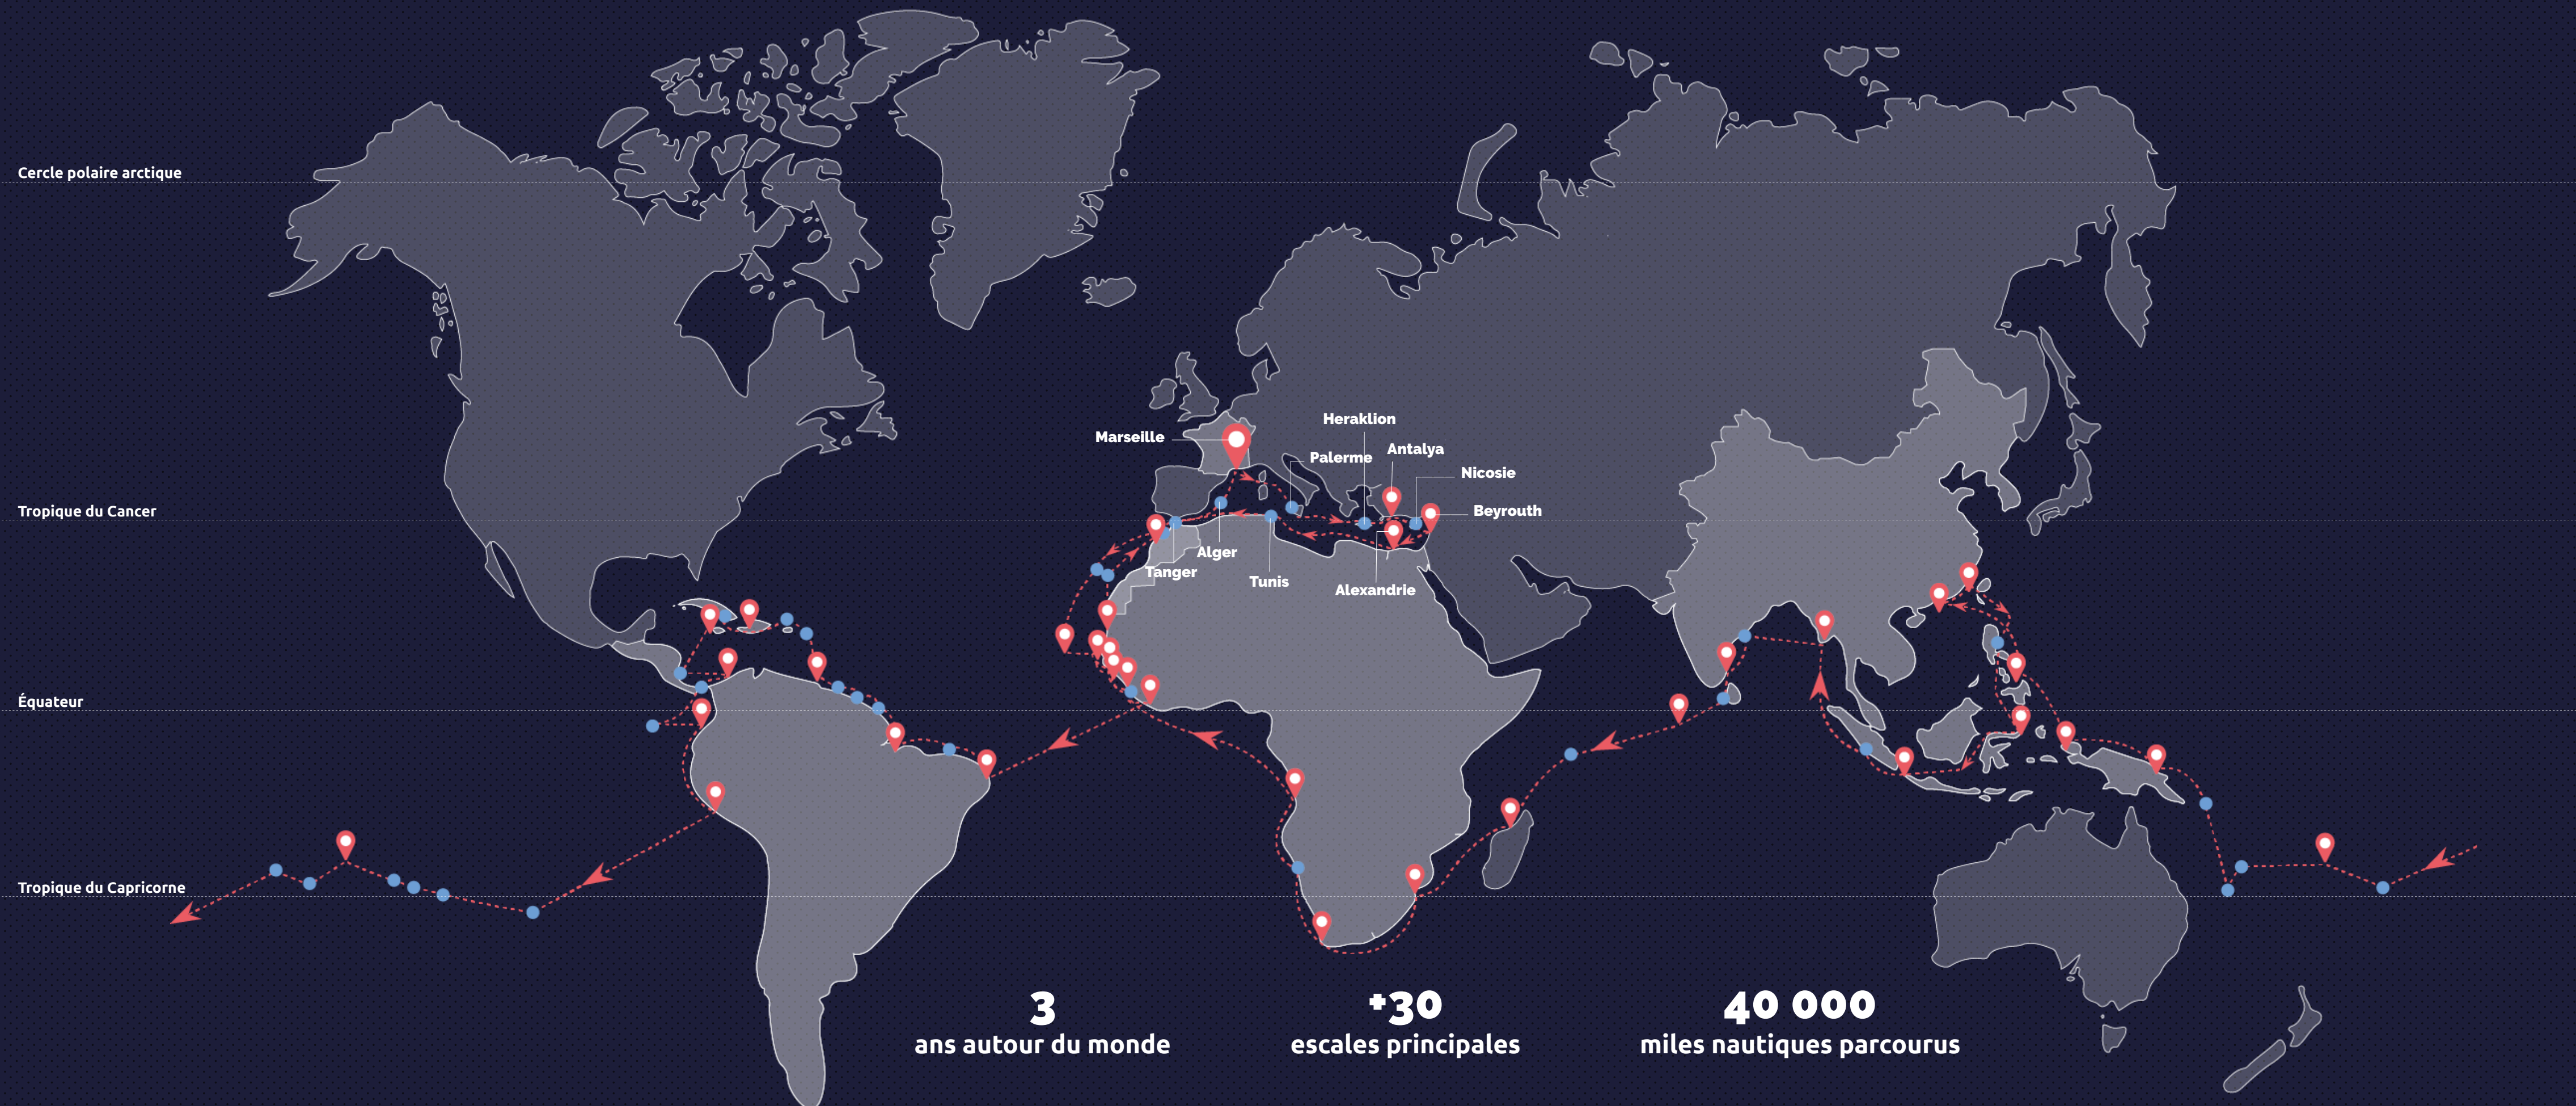 Cercle polaire arctique
Heraklion
Marseille
Antalya
Palerme
Nicosie
Tropique du Cancer
Beyrouth
Alger
Tanger
Tunis
Alexandrie
Équateur
Tropique du Capricorne
3
ans autour du monde
+30
escales principales
40 000
miles nautiques parcourus